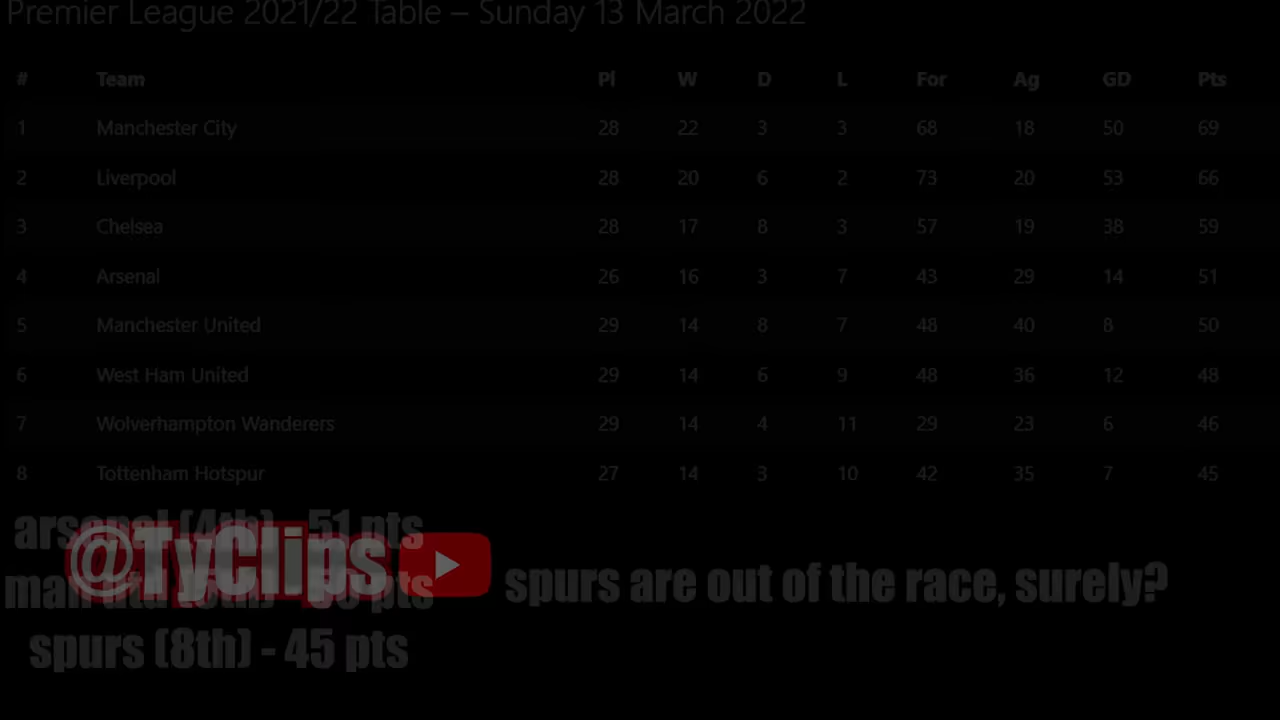 Premier League 2021/22 Table – Sunday 13 March 2022
# Team Pl W D L For Ag GD Pts
1 Manchester City 28 22 3 3 68 18 50 69
2 Liverpool 28 20 6 2 73 20 53 66
3 Chelsea 28 17 8 3 57 19 38 59
4 Arsenal 26 16 3 7 43 29 14 51
5 Manchester United 29 14 8 7 48 40 8 50
6 West Ham United 29 14 6 9 48 36 12 48
7 Wolverhampton Wanderers 29 14 4 11 29 23 6 46
8 Tottenham Hotspur 27 14 3 10 42 35 7 45
arsenal (4th) - 51 pts
@TyClips
man utd (5th) - 50 pts
spurs (8th) - 45 pts
spurs are out of the race, surely?